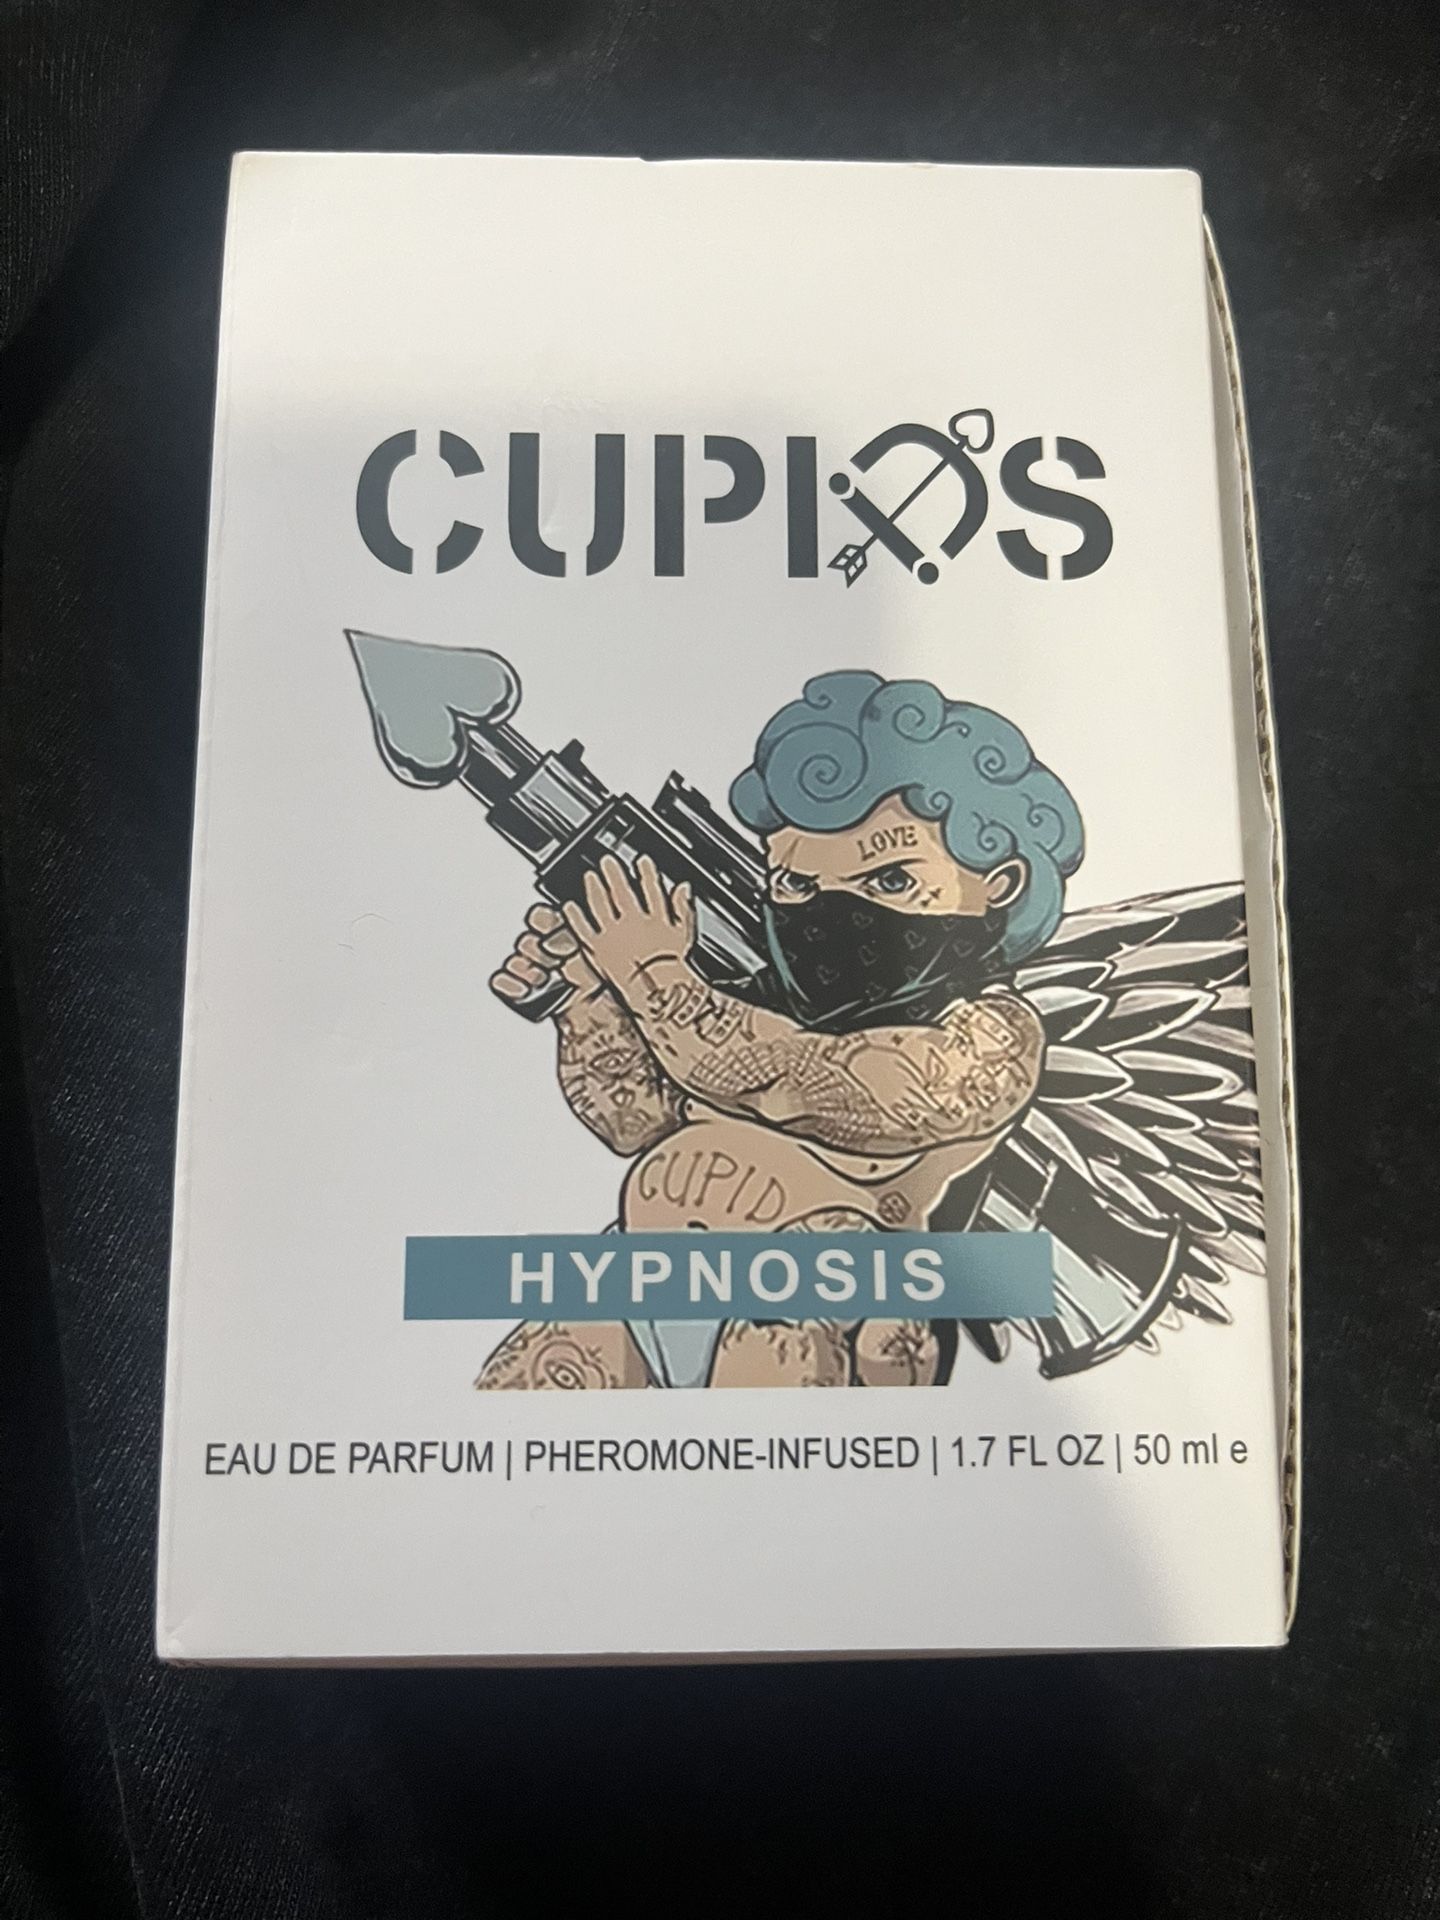 CUPIDS
LOVE
CUPID
HYPNOSIS
EAU DE PARFUM | PHEROMONE-INFUSED | 1.7 FL OZ | 50 ml e